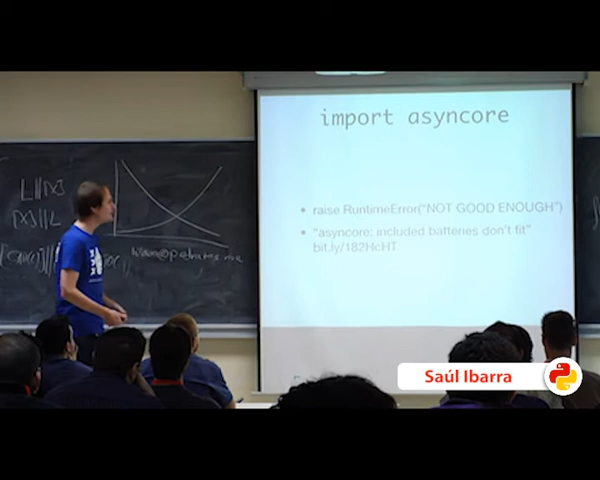 import asyncore
raise RuntimeError("NOT GOOD ENOUGH")
"asyncore: included batteries don't fit"
bit.ly/182HcHT
Saúl Ibarra